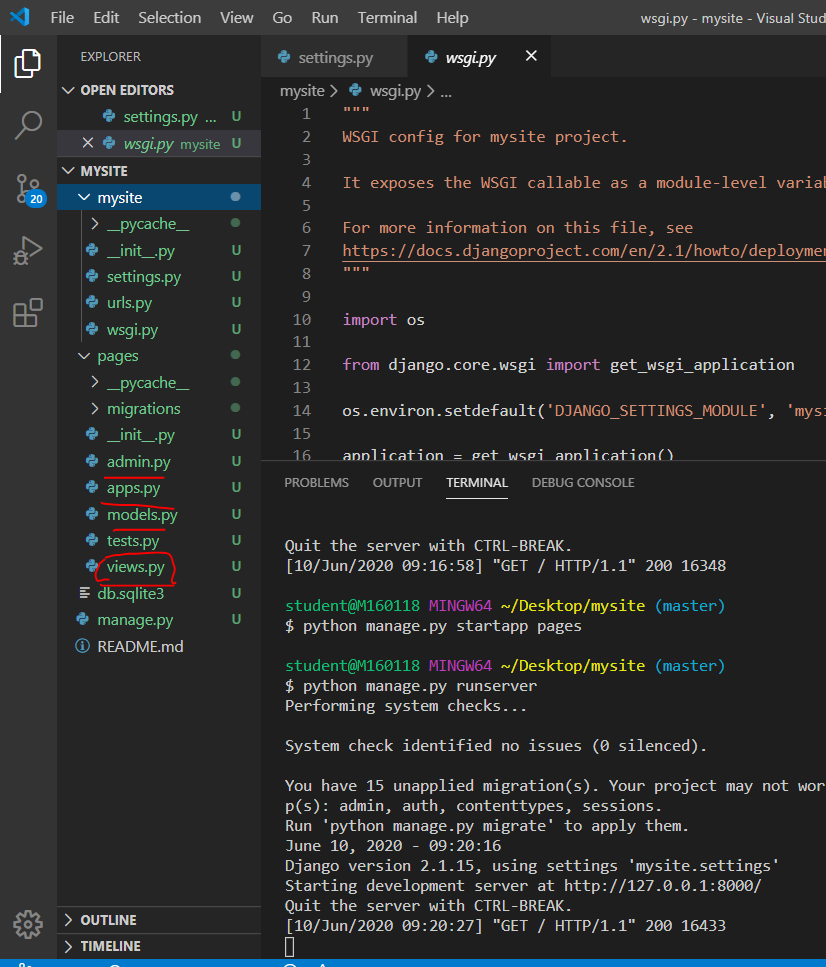 File Edit Selection View Go Run Terminal Help wsgi.py - mysite - Visual Stud
EXPLORER
OPEN EDITORS
settings.py ... U
wsgi.py mysite U
MYSITE
mysite
__pycache__
__init__.py U
settings.py U
urls.py U
wsgi.py U
pages
__pycache__
migrations
__init__.py U
admin.py U
apps.py U
models.py U
tests.py U
views.py U
db.sqlite3 U
manage.py U
README.md
OUTLINE
TIMELINE
20
settings.py wsgi.py
mysite > wsgi.py > ...
1 """
2 WSGI config for mysite project.
3
4 It exposes the WSGI callable as a module-level variab
5
6 For more information on this file, see
7 https://docs.djangoproject.com/en/2.1/howto/deploymen
8 """
9
10 import os
11
12 from django.core.wsgi import get_wsgi_application
13
14 os.environ.setdefault('DJANGO_SETTINGS_MODULE', 'mysi
15
16 application = get_wsgi_application()
PROBLEMS OUTPUT TERMINAL DEBUG CONSOLE
Quit the server with CTRL-BREAK.
[10/Jun/2020 09:16:58] "GET / HTTP/1.1" 200 16348
student@M160118 MINGW64 ~/Desktop/mysite (master)
$ python manage.py startapp pages
student@M160118 MINGW64 ~/Desktop/mysite (master)
$ python manage.py runserver
Performing system checks...
System check identified no issues (0 silenced).
You have 15 unapplied migration(s). Your project may not wor
p(s): admin, auth, contenttypes, sessions.
Run 'python manage.py migrate' to apply them.
June 10, 2020 - 09:20:16
Django version 2.1.15, using settings 'mysite.settings'
Starting development server at http://127.0.0.1:8000/
Quit the server with CTRL-BREAK.
[10/Jun/2020 09:20:27] "GET / HTTP/1.1" 200 16433